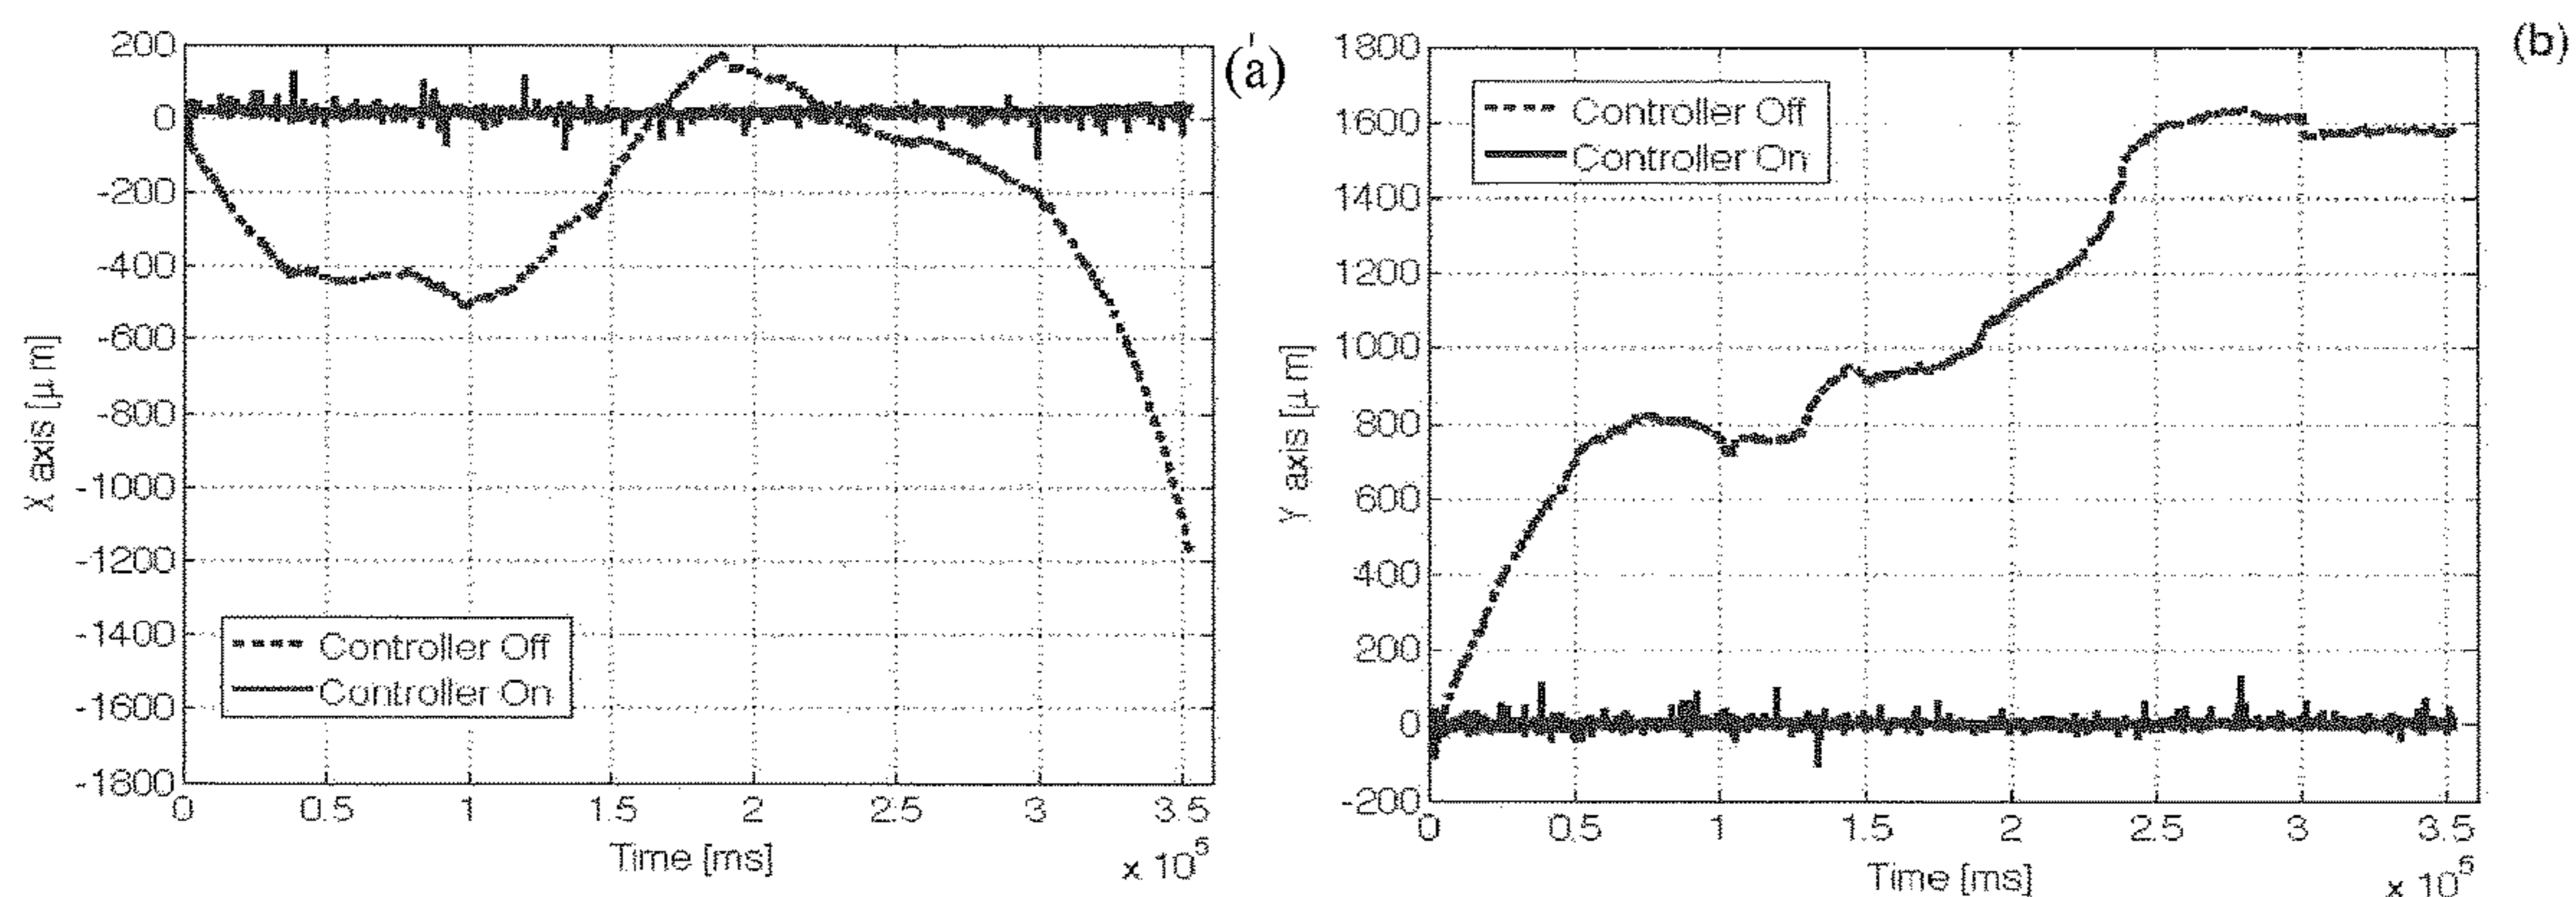 (a)
200
0
-200
-400
-600
-800
-1000
-1200
-1400
-1600
-1800
X axis [μ m]
Controller Off
Controller On
0 0.5 1 1.5 2 2.5 3 3.5
Time [ms]
x 10^5
(b)
1800
1600
1400
1200
1000
800
600
400
200
0
-200
Y axis [μ m]
Controller Off
Controller On
0 0.5 1 1.5 2 2.5 3 3.5
Time [ms]
x 10^5